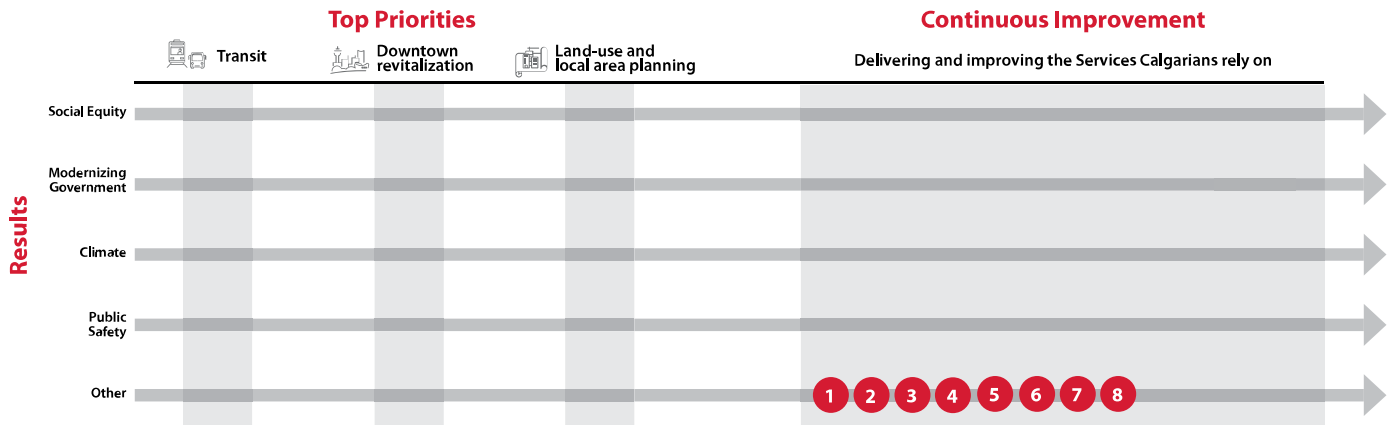 Top Priorities
Continuous Improvement
Transit
Downtown
revitalization
Land-use and
local area planning
Delivering and improving the Services Calgarians rely on
Results
Social Equity
Modernizing
Government
Climate
Public
Safety
Other
1 2 3 4 5 6 7 8